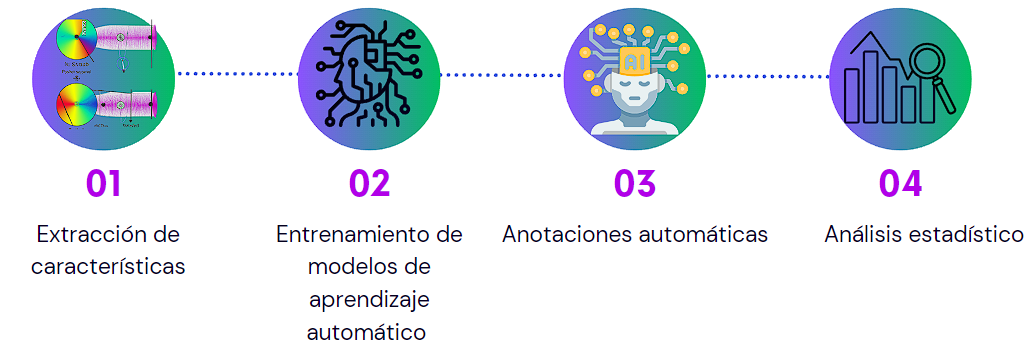 AI
01
Extracción de
características
02
Entrenamiento de
modelos de
aprendizaje
automático
03
Anotaciones automáticas
04
Análisis estadístico